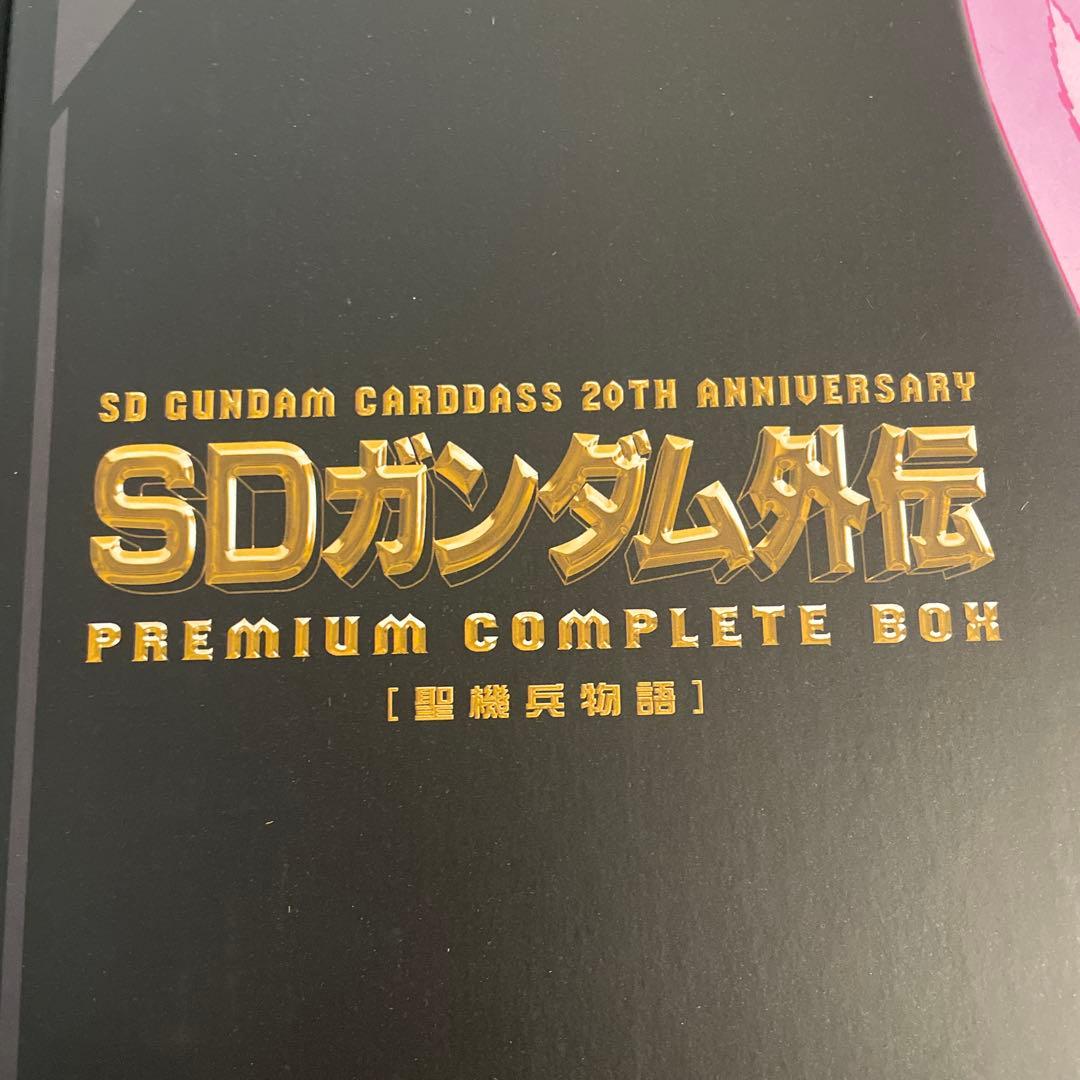 SD GUNDAM CARDDASS 20TH ANNIVERSARY
SDガンダム外伝
PREMIUM COMPLETE BOX
[聖機兵物語]